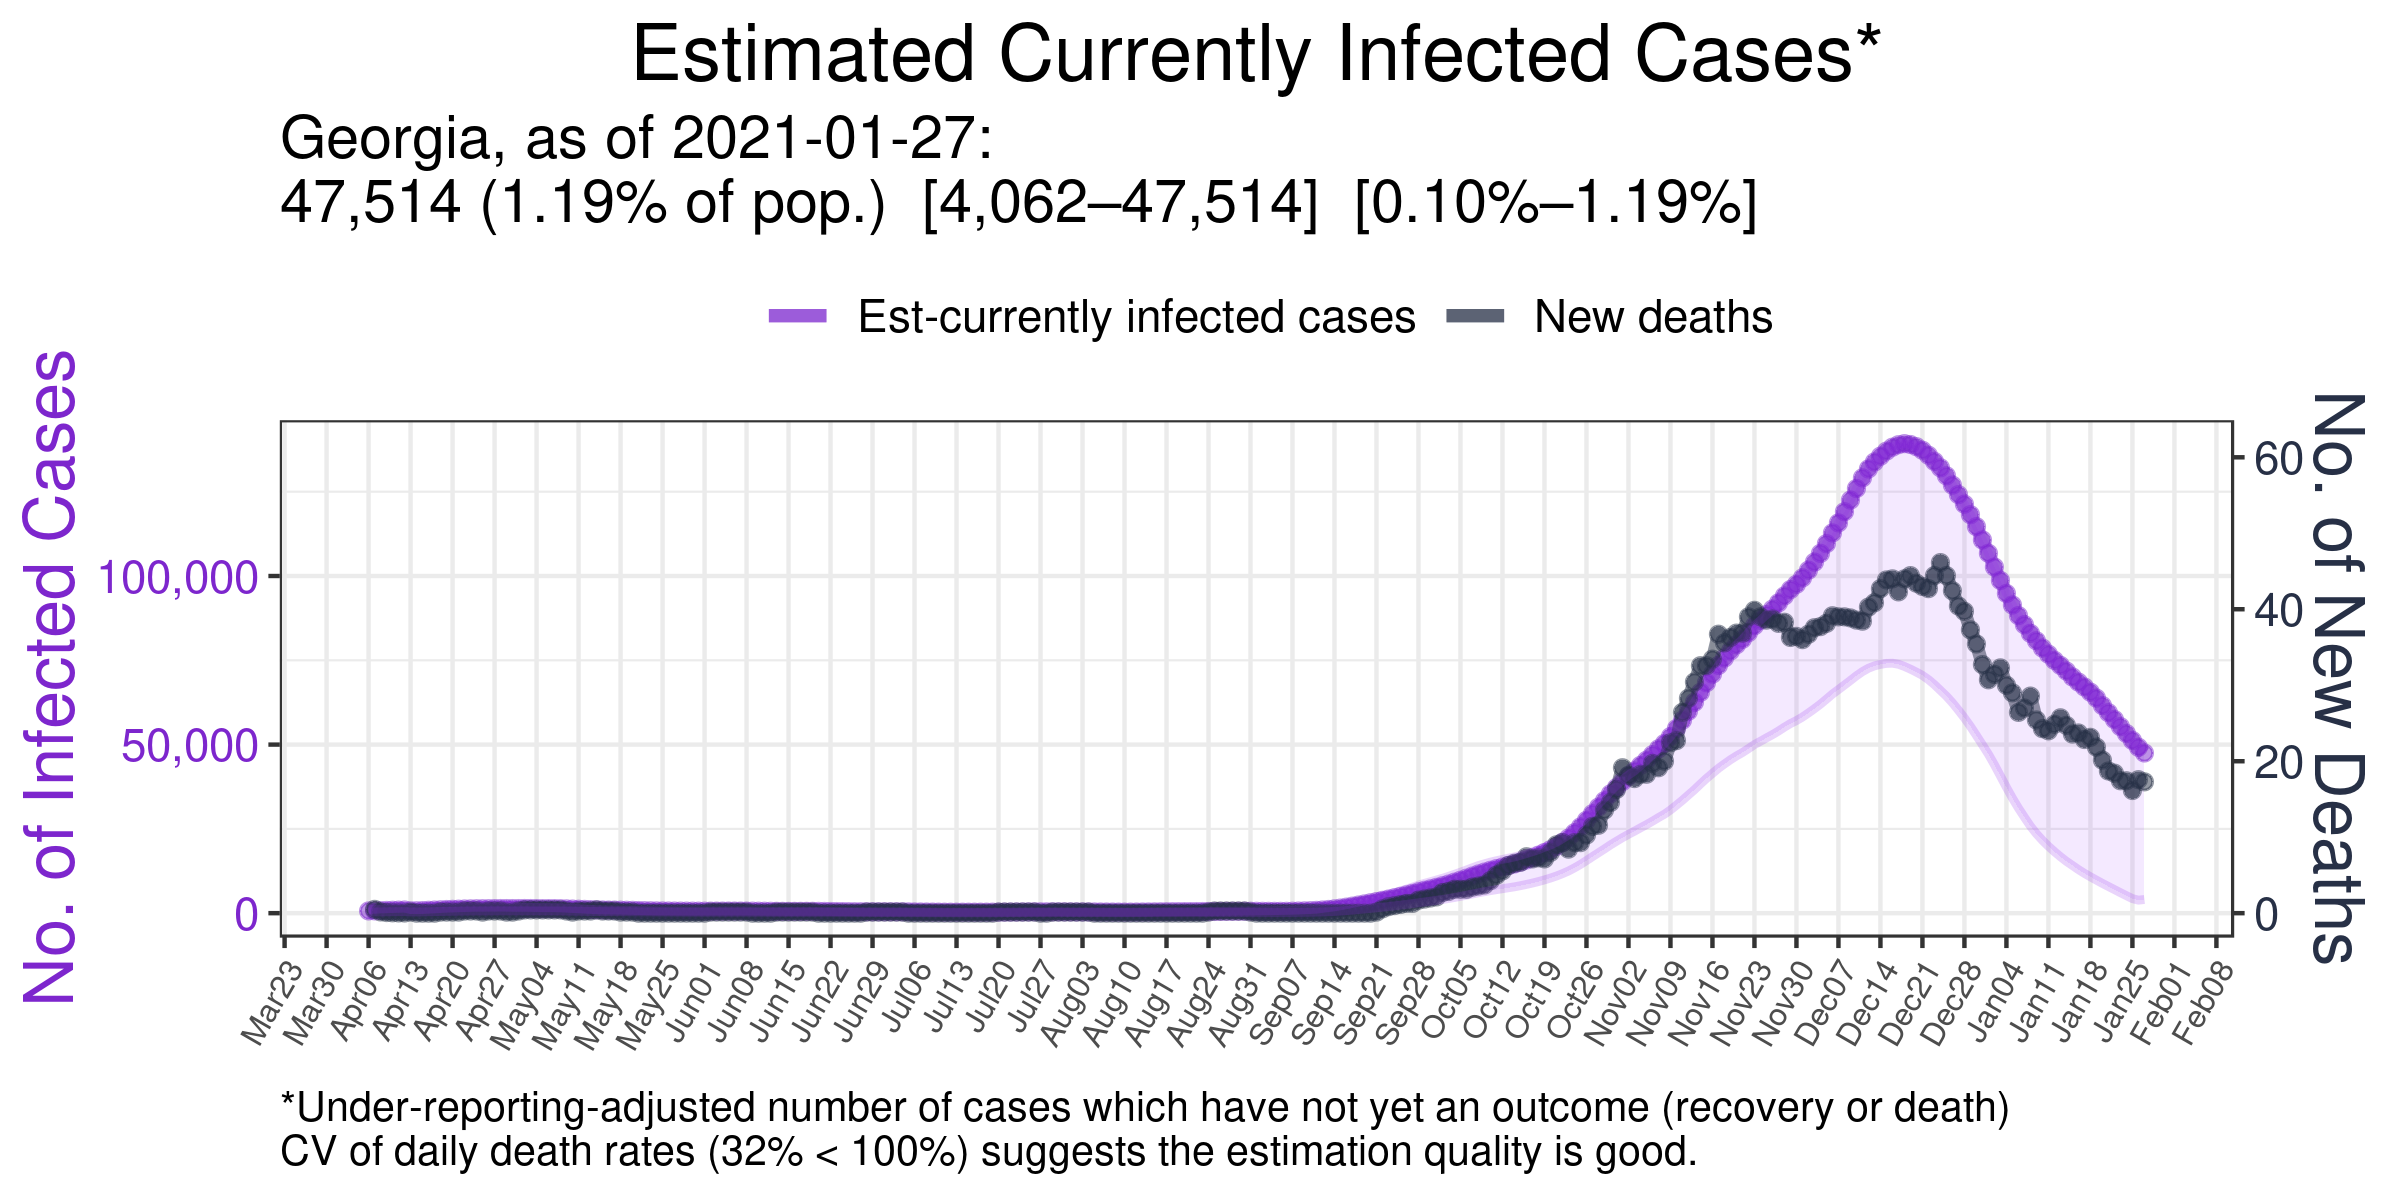 Estimated Currently Infected Cases*
Georgia, as of 2021-01-27:
47,514 (1.19% of pop.) [4,062–47,514] [0.10%–1.19%]
Est-currently infected cases New deaths
No. of Infected Cases
100,000
50,000
0
60
40
20
0
No. of New Deaths
Mar23 Mar30 Apr06 Apr13 Apr20 Apr27 May04 May11 May18 May25 Jun01 Jun08 Jun15 Jun22 Jun29 Jul06 Jul13 Jul20 Jul27 Aug03 Aug10 Aug17 Aug24 Aug31 Sep07 Sep14 Sep21 Sep28 Oct05 Oct12 Oct19 Oct26 Nov02 Nov09 Nov16 Nov23 Nov30 Dec07 Dec14 Dec21 Dec28 Jan04 Jan11 Jan18 Jan25 Feb01 Feb08
*Under-reporting-adjusted number of cases which have not yet an outcome (recovery or death)
CV of daily death rates (32% < 100%) suggests the estimation quality is good.